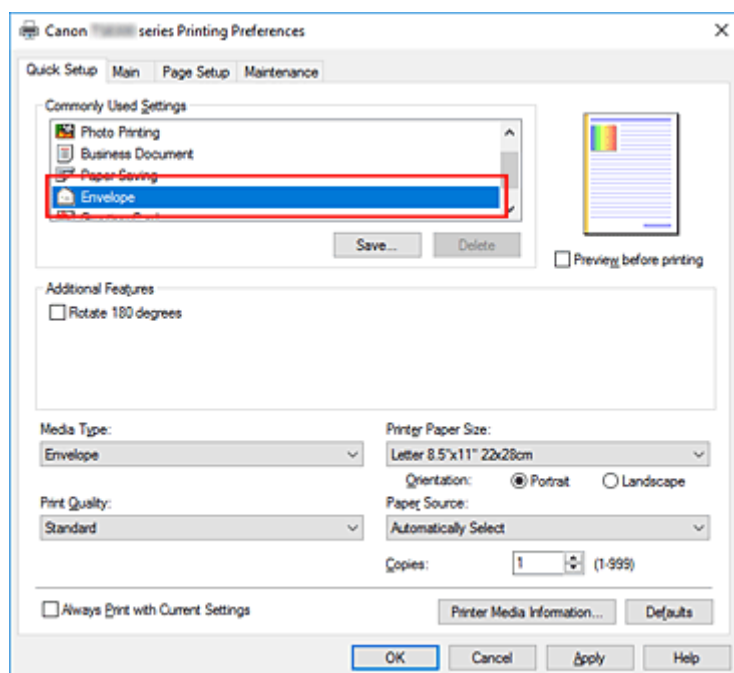 Canon series Printing Preferences
Quick Setup Main Page Setup Maintenance
Commonly Used Settings
Photo Printing
Business Document
Paper Saving
Envelope
Save... Delete
Preview before printing
Additional Features
Rotate 180 degrees
Media Type: Printer Paper Size:
Envelope Letter 8.5"x11" 22x28cm
Orientation: Portrait Landscape
Print Quality: Paper Source:
Standard Automatically Select
Copies: 1 (1-999)
Always Print with Current Settings Printer Media Information... Defaults
OK Cancel Apply Help